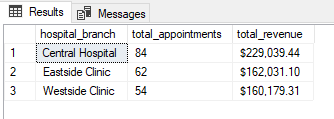 Results Messages
hospital_branch total_appointments total_revenue
1 Central Hospital 84 $229,039.44
2 Eastside Clinic 62 $162,031.10
3 Westside Clinic 54 $160,179.31